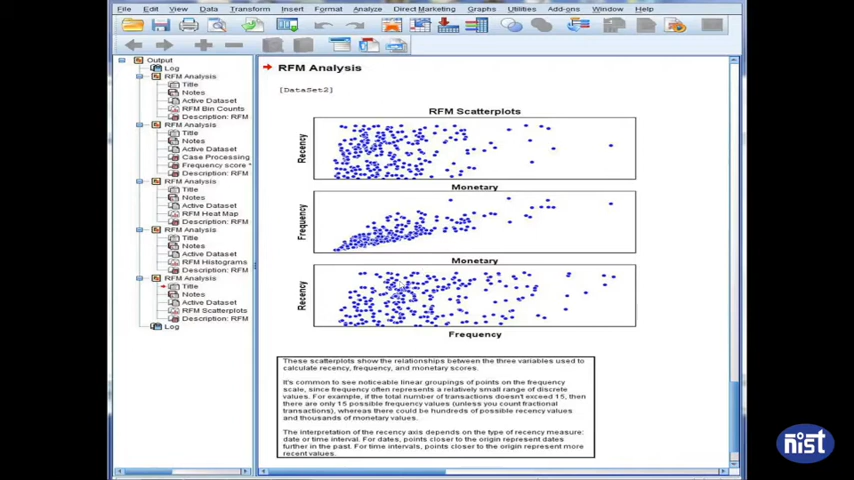 File Edit View Data Transform Insert Format Analyze Direct Marketing Graphs Utilities Add-ons Window Help
Output
Log
RFM Analysis
Title
Notes
Active Dataset
RFM Bin Counts
Description: RFM
RFM Analysis
Title
Notes
Active Dataset
Case Processing
Frequency score *
Description: RFM
RFM Analysis
Title
Notes
Active Dataset
RFM Heat Map
Description: RFM
RFM Analysis
Title
Notes
Active Dataset
RFM Histograms
Description: RFM
RFM Analysis
Title
Notes
Active Dataset
RFM Scatterplots
Description: RFM
Log
RFM Analysis
[DataSet2]
RFM Scatterplots
Recency
Monetary
Frequency
Monetary
Recency
Frequency
These scatterplots show the relationships between the three variables used to
calculate recency, frequency, and monetary scores.
It's common to see noticeable linear groupings of points on the frequency
scale, since frequency often represents a relatively small range of discrete
values. For example, if the total number of transactions doesn't exceed 15, then
there are only 15 possible frequency values (unless you count fractional
transactions), whereas there could be hundreds of possible recency values
and thousands of monetary values.
The interpretation of the recency axis depends on the type of recency measure:
date or time interval. For dates, points closer to the origin represent dates
further in the past. For time intervals, points closer to the origin represent more
recent values.
nist